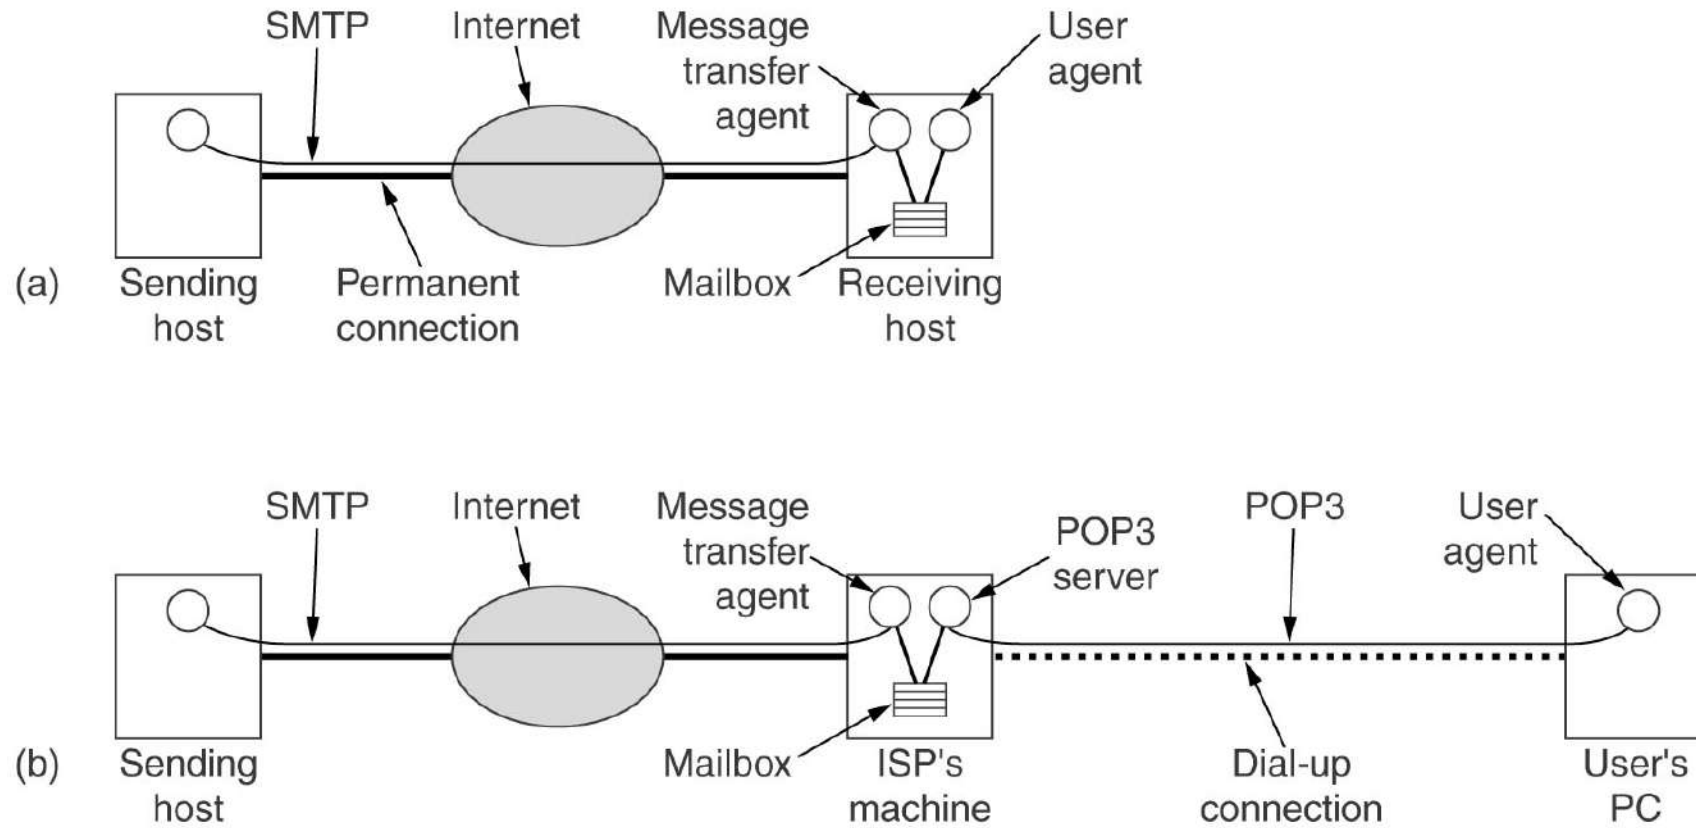 SMTP
Internet
Message
transfer
agent
User
agent
(a)
Sending
host
Permanent
connection
Mailbox
Receiving
host
SMTP
Internet
Message
transfer
agent
POP3
server
POP3
User
agent
(b)
Sending
host
Mailbox
ISP's
machine
Dial-up
connection
User's
PC